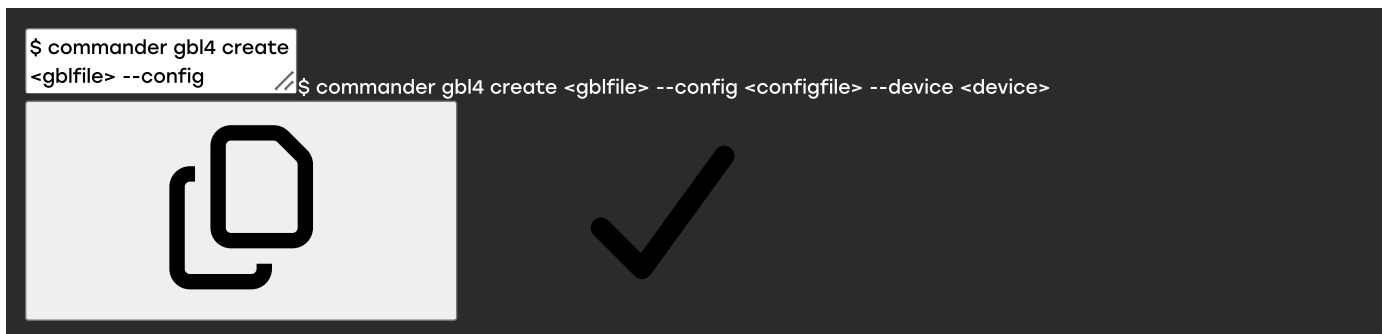 $ commander gbl4 create
<gblfile> --config
$ commander gbl4 create <gblfile> --config <configfile> --device <device>